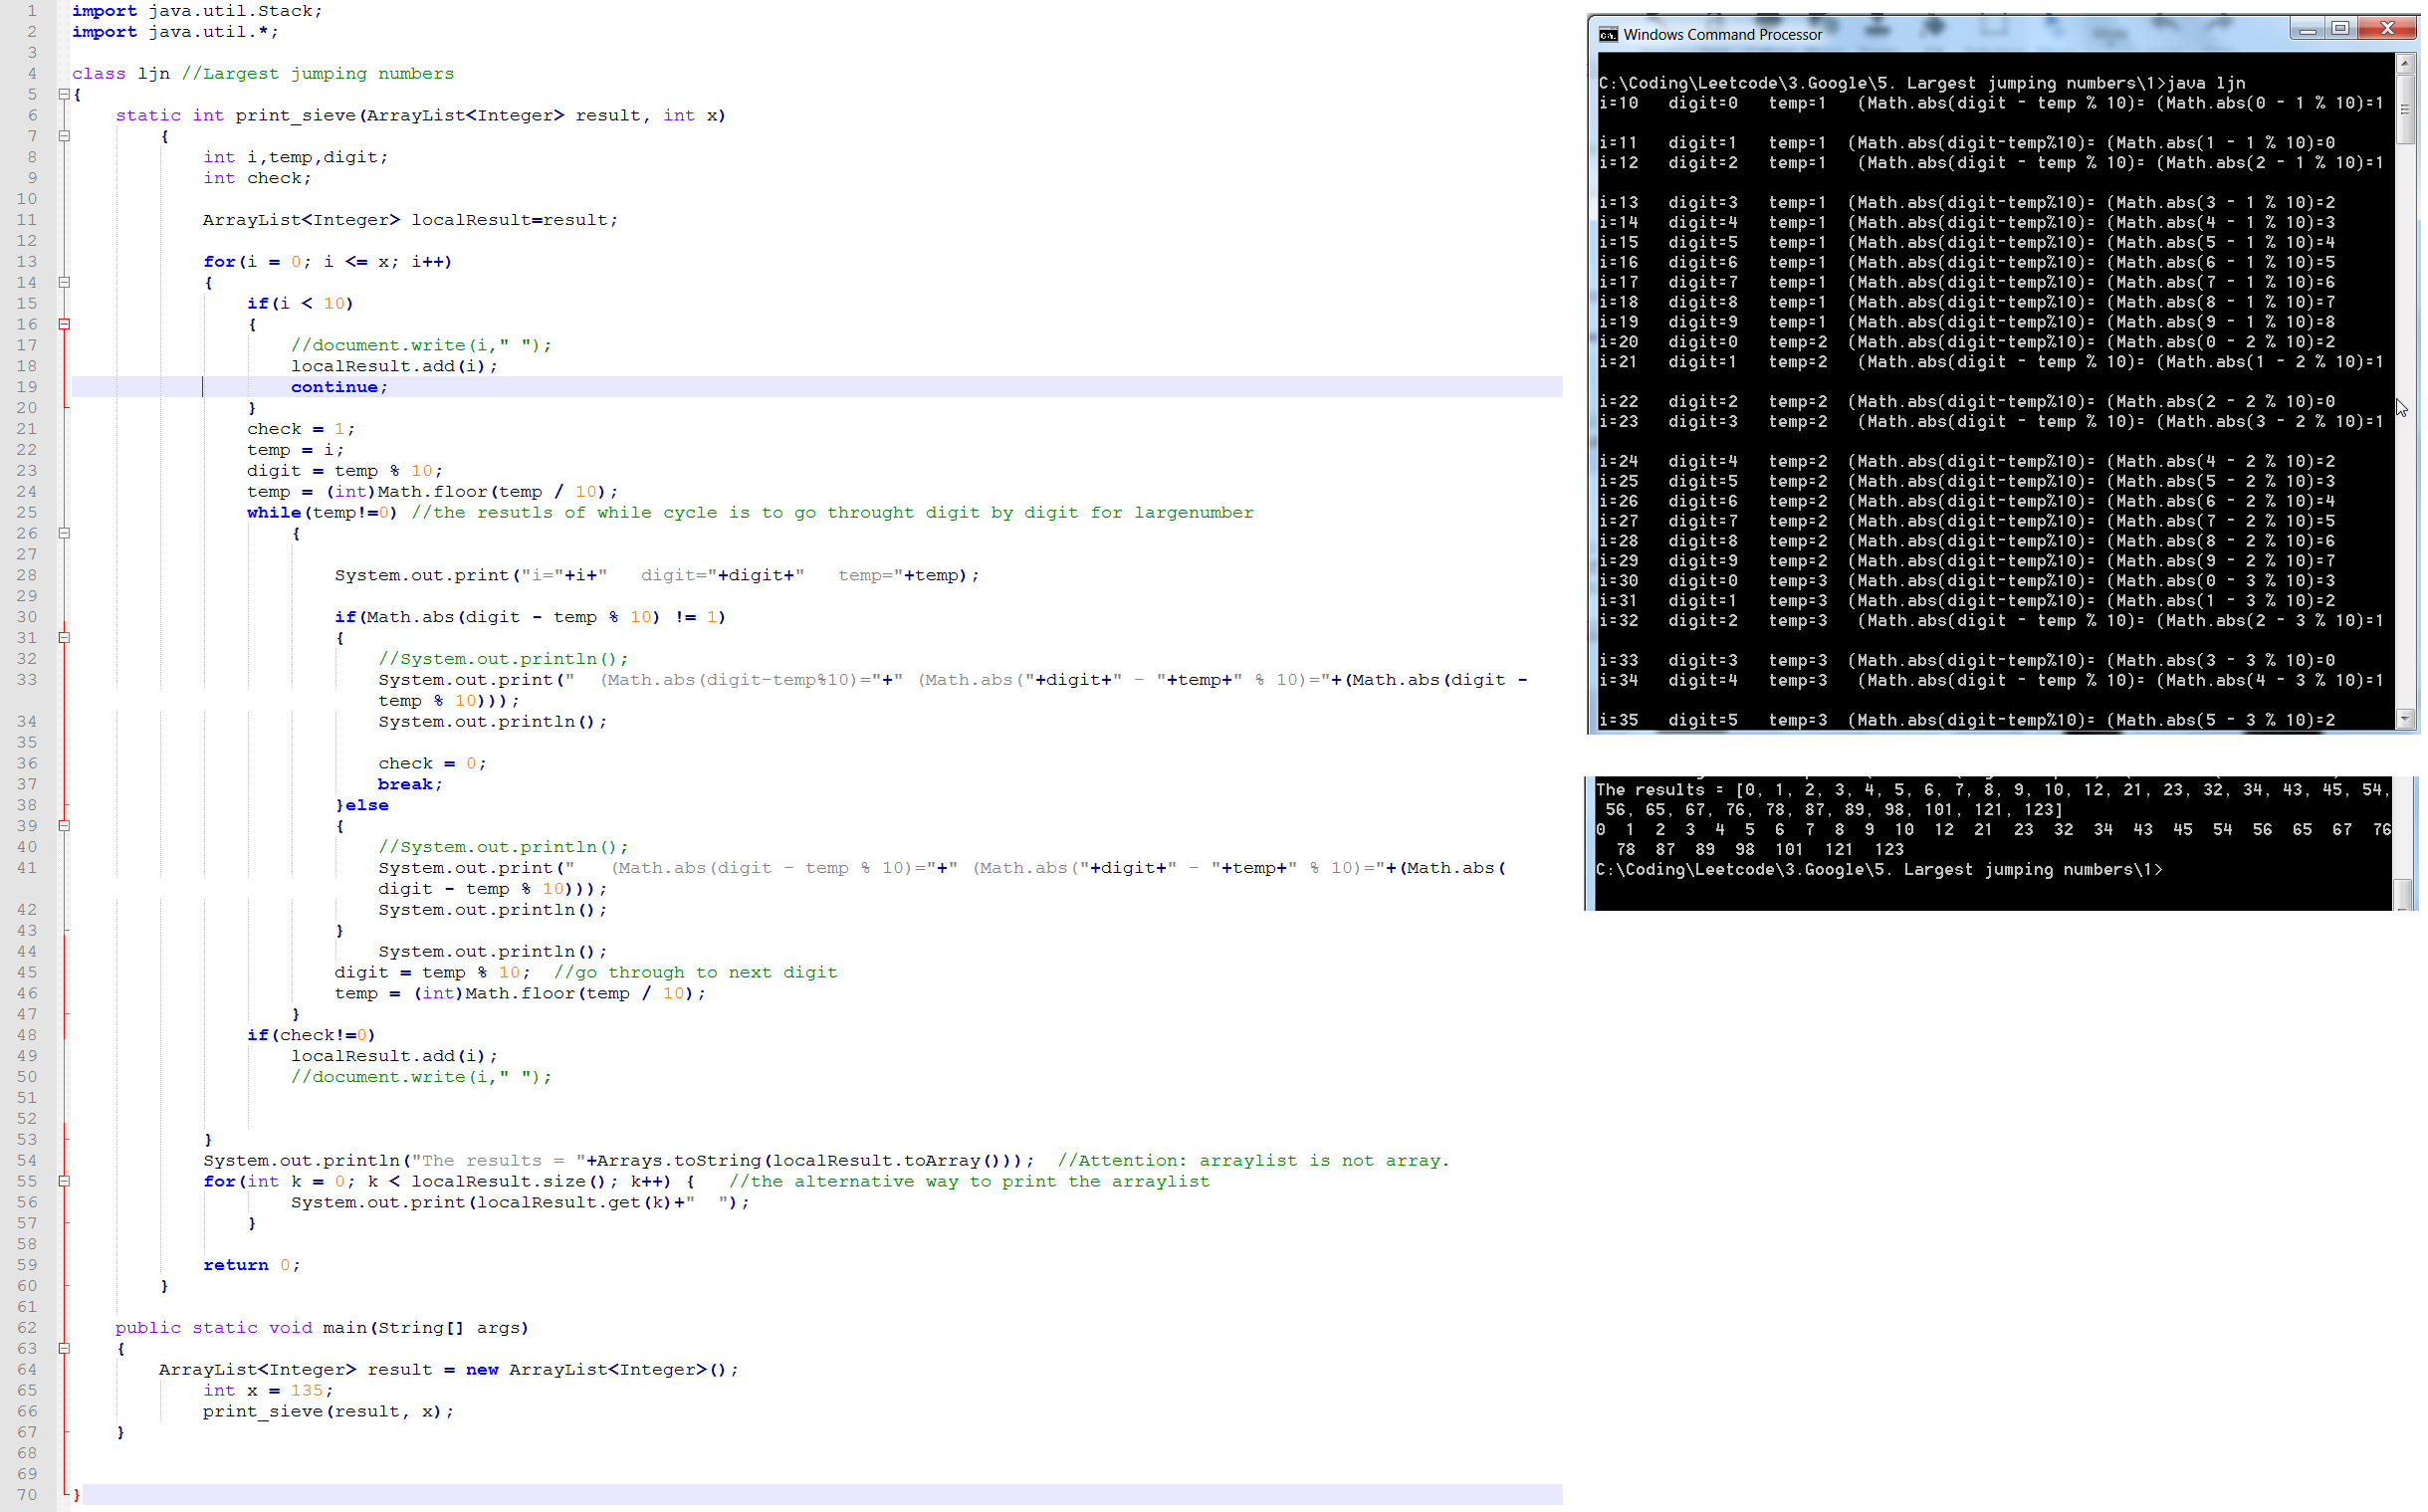 1 import java.util.Stack;
2 import java.util.*;
3
4 class ljn //Largest jumping numbers
5 {
6 static int print_sieve(ArrayList<Integer> result, int x)
7 {
8 int i,temp,digit;
9 int check;
10
11 ArrayList<Integer> localResult=result;
12
13 for(i = 0; i <= x; i++)
14 {
15 if(i < 10)
16 {
17 //document.write(i," ");
18 localResult.add(i);
19 continue;
20 }
21 check = 1;
22 temp = i;
23 digit = temp % 10;
24 temp = (int)Math.floor(temp / 10);
25 while(temp!=0) //the resutls of while cycle is to go throught digit by digit for largenumber
26 {
27
28 System.out.print("i="+i+"   digit="+digit+"   temp="+temp);
29
30 if(Math.abs(digit - temp % 10) != 1)
31 {
32 //System.out.println();
33 System.out.print("  (Math.abs(digit-temp%10)="+" (Math.abs("+digit+" - "+temp+" % 10)="+(Math.abs(digit -
temp % 10)));
34 System.out.println();
35
36 check = 0;
37 break;
38 }else
39 {
40 //System.out.println();
41 System.out.print("   (Math.abs(digit - temp % 10)="+" (Math.abs("+digit+" - "+temp+" % 10)="+(Math.abs(
digit - temp % 10)));
42 System.out.println();
43 }
44 System.out.println();
45 digit = temp % 10;  //go through to next digit
46 temp = (int)Math.floor(temp / 10);
47 }
48 if(check!=0)
49 localResult.add(i);
50 //document.write(i," ");
51
52
53 }
54 System.out.println("The results = "+Arrays.toString(localResult.toArray()));  //Attention: arraylist is not array.
55 for(int k = 0; k < localResult.size(); k++) {   //the alternative way to print the arraylist
56 System.out.print(localResult.get(k)+"  ");
57 }
58
59 return 0;
60 }
61
62 public static void main(String[] args)
63 {
64 ArrayList<Integer> result = new ArrayList<Integer>();
65 int x = 135;
66 print_sieve(result, x);
67 }
68
69
70 }
Windows Command Processor
C:\Coding\Leetcode\3.Google\5. Largest jumping numbers\1>java ljn
i=10   digit=0   temp=1   (Math.abs(digit - temp % 10)= (Math.abs(0 - 1 % 10)=1
i=11   digit=1   temp=1  (Math.abs(digit-temp%10)= (Math.abs(1 - 1 % 10)=0
i=12   digit=2   temp=1   (Math.abs(digit - temp % 10)= (Math.abs(2 - 1 % 10)=1
i=13   digit=3   temp=1  (Math.abs(digit-temp%10)= (Math.abs(3 - 1 % 10)=2
i=14   digit=4   temp=1  (Math.abs(digit-temp%10)= (Math.abs(4 - 1 % 10)=3
i=15   digit=5   temp=1  (Math.abs(digit-temp%10)= (Math.abs(5 - 1 % 10)=4
i=16   digit=6   temp=1  (Math.abs(digit-temp%10)= (Math.abs(6 - 1 % 10)=5
i=17   digit=7   temp=1  (Math.abs(digit-temp%10)= (Math.abs(7 - 1 % 10)=6
i=18   digit=8   temp=1  (Math.abs(digit-temp%10)= (Math.abs(8 - 1 % 10)=7
i=19   digit=9   temp=1  (Math.abs(digit-temp%10)= (Math.abs(9 - 1 % 10)=8
i=20   digit=0   temp=2  (Math.abs(digit-temp%10)= (Math.abs(0 - 2 % 10)=2
i=21   digit=1   temp=2   (Math.abs(digit - temp % 10)= (Math.abs(1 - 2 % 10)=1
i=22   digit=2   temp=2  (Math.abs(digit-temp%10)= (Math.abs(2 - 2 % 10)=0
i=23   digit=3   temp=2   (Math.abs(digit - temp % 10)= (Math.abs(3 - 2 % 10)=1
i=24   digit=4   temp=2  (Math.abs(digit-temp%10)= (Math.abs(4 - 2 % 10)=2
i=25   digit=5   temp=2  (Math.abs(digit-temp%10)= (Math.abs(5 - 2 % 10)=3
i=26   digit=6   temp=2  (Math.abs(digit-temp%10)= (Math.abs(6 - 2 % 10)=4
i=27   digit=7   temp=2  (Math.abs(digit-temp%10)= (Math.abs(7 - 2 % 10)=5
i=28   digit=8   temp=2  (Math.abs(digit-temp%10)= (Math.abs(8 - 2 % 10)=6
i=29   digit=9   temp=2  (Math.abs(digit-temp%10)= (Math.abs(9 - 2 % 10)=7
i=30   digit=0   temp=3  (Math.abs(digit-temp%10)= (Math.abs(0 - 3 % 10)=3
i=31   digit=1   temp=3  (Math.abs(digit-temp%10)= (Math.abs(1 - 3 % 10)=2
i=32   digit=2   temp=3   (Math.abs(digit - temp % 10)= (Math.abs(2 - 3 % 10)=1
i=33   digit=3   temp=3  (Math.abs(digit-temp%10)= (Math.abs(3 - 3 % 10)=0
i=34   digit=4   temp=3   (Math.abs(digit - temp % 10)= (Math.abs(4 - 3 % 10)=1
i=35   digit=5   temp=3  (Math.abs(digit-temp%10)= (Math.abs(5 - 3 % 10)=2
The results = [0, 1, 2, 3, 4, 5, 6, 7, 8, 9, 10, 12, 21, 23, 32, 34, 43, 45, 54,
56, 65, 67, 76, 78, 87, 89, 98, 101, 121, 123]
0  1  2  3  4  5  6  7  8  9  10  12  21  23  32  34  43  45  54  56  65  67  76
78  87  89  98  101  121  123
C:\Coding\Leetcode\3.Google\5. Largest jumping numbers\1>